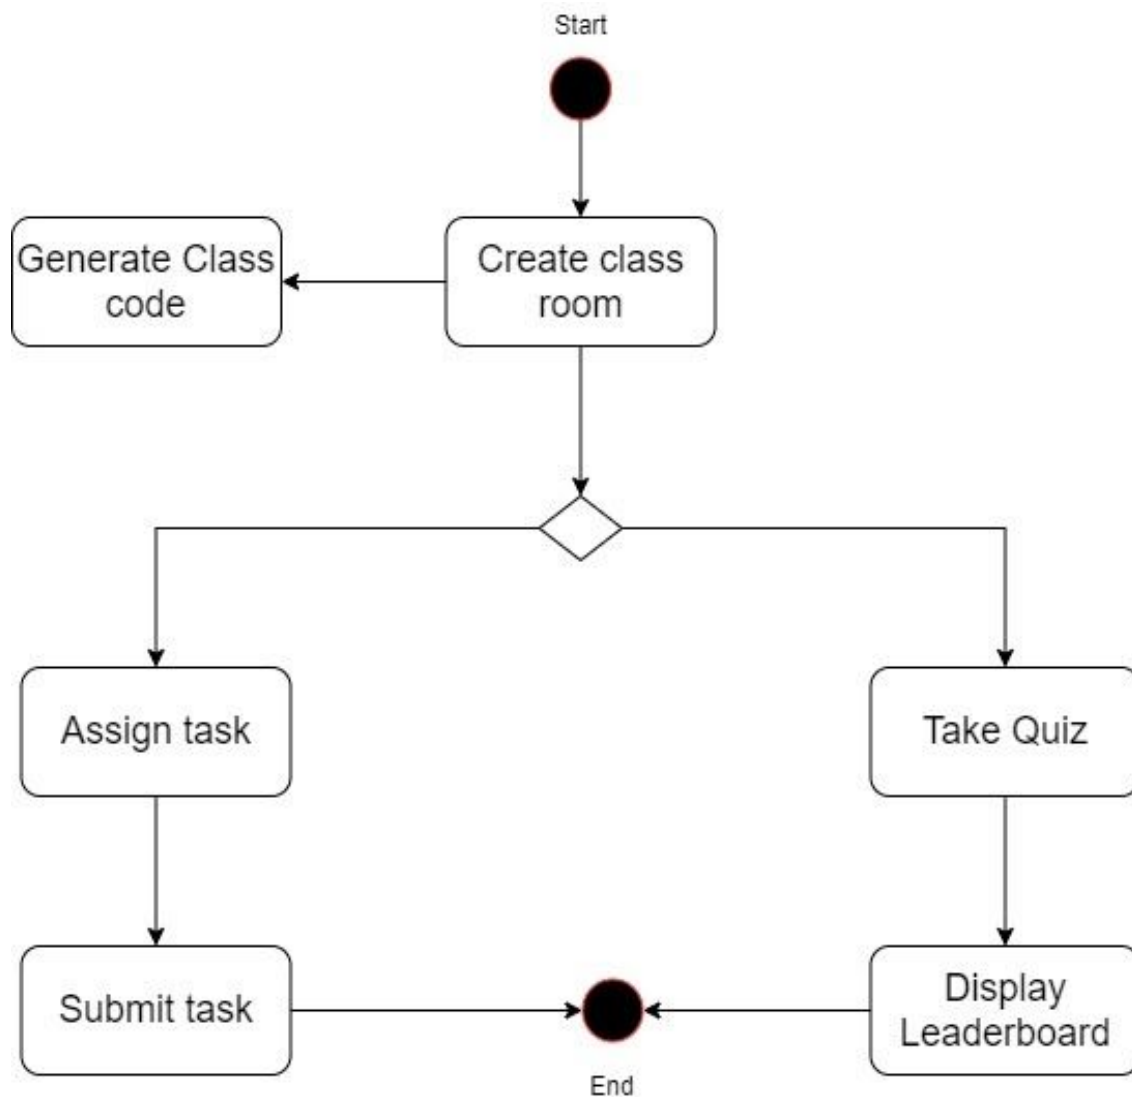 Start
Generate Class
code
Create class
room
Assign task
Take Quiz
Submit task
Display
Leaderboard
End